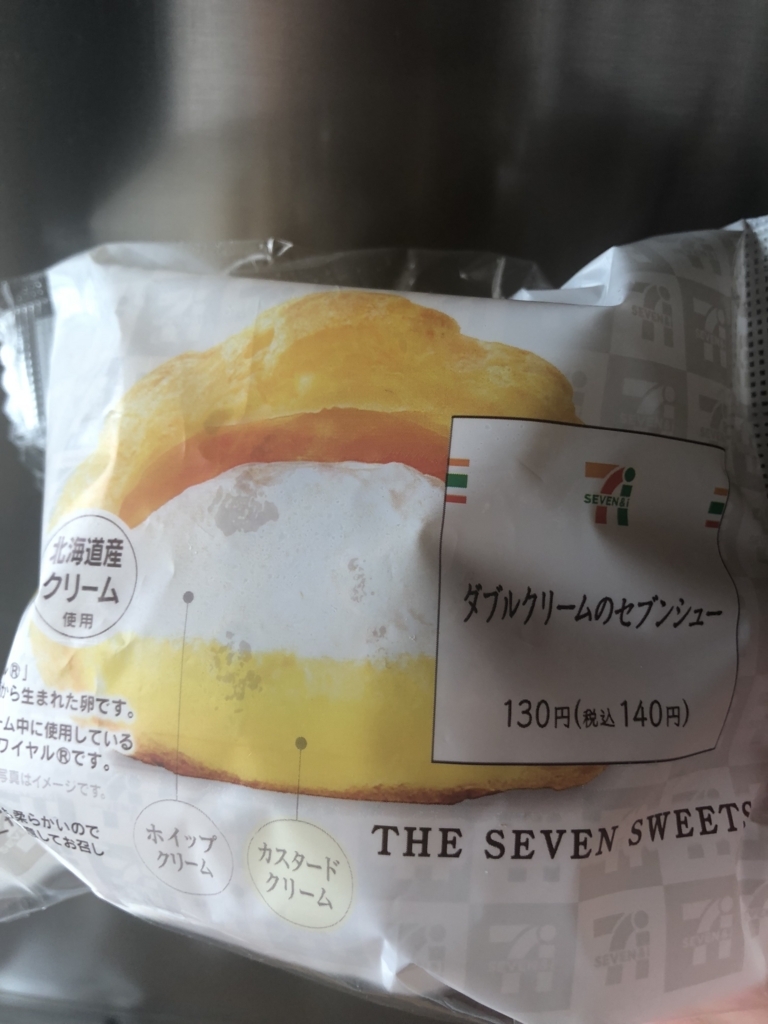 北海道産
クリーム
使用
SEVEN&i
ダブルクリームのセブンシュー
130円(税込140円)
ル®」
から生まれた卵です。
ーム中に使用している
ワイヤル®です。
写真はイメージです。
柔らかいので
してお召し
ホイップ
クリーム
カスタード
クリーム
THE SEVEN SWEETS
SEVEN&i